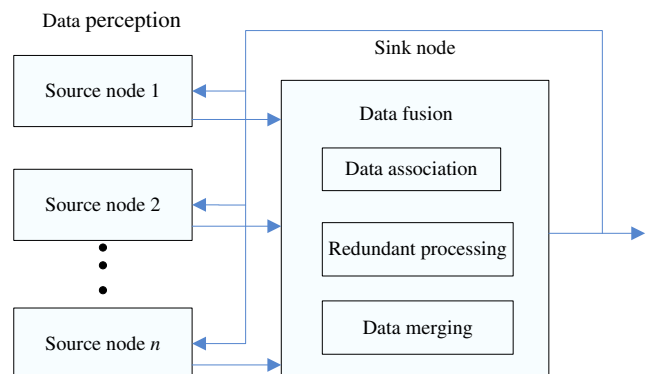 Data perception
Sink node
Source node 1
Data fusion
Data association
Source node 2
Redundant processing
Data merging
Source node n